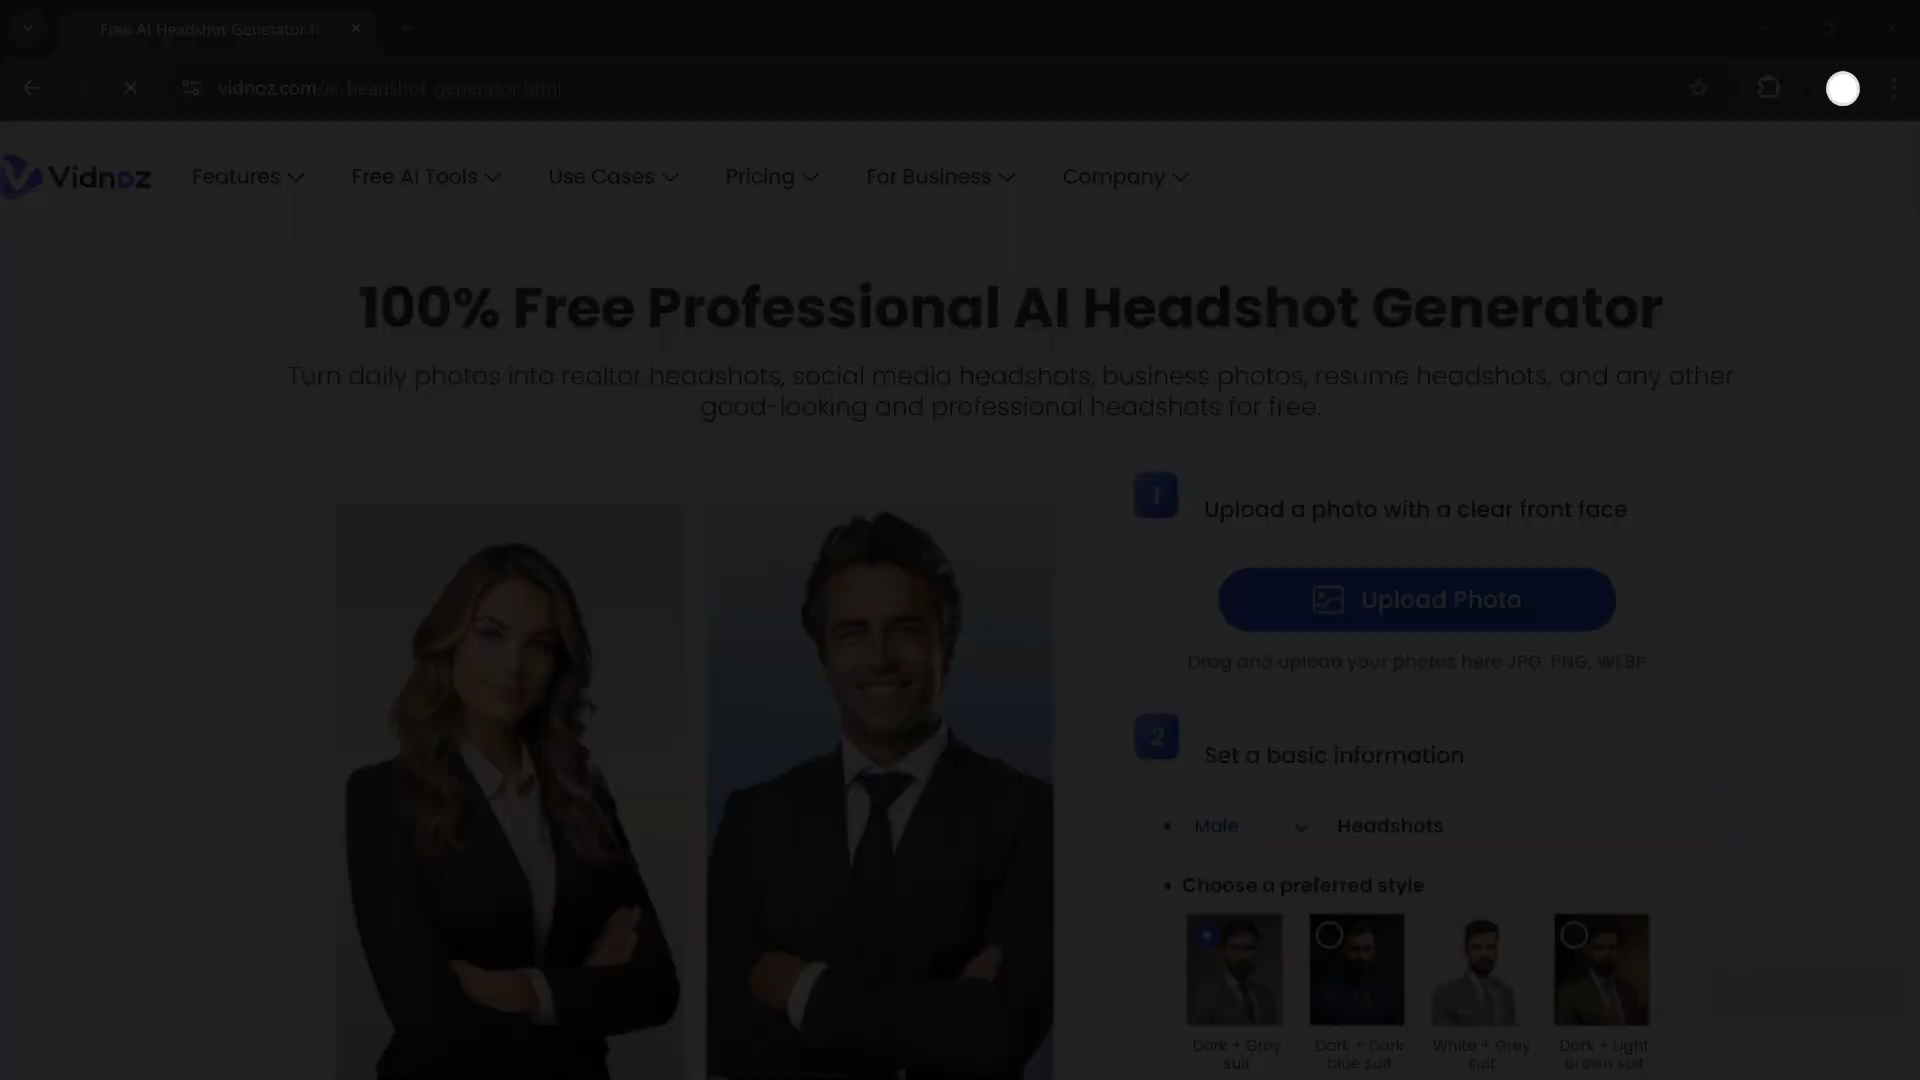 Free AI Headshot Generator
vidnoz.com/ai-headshot-generator.html
Vidnoz
Features
Free AI Tools
Use Cases
Pricing
For Business
Company
100% Free Professional AI Headshot Generator
Turn daily photos into realtor headshots, social media headshots, business photos, resume headshots, and any other
good-looking and professional headshots for free.
1
Upload a photo with a clear front face
Upload Photo
Drag and upload your photos here JPG, PNG, WEBP
2
Set a basic information
• Male Headshots
• Choose a preferred style
Dark + Grey
suit
Dark + Dark
blue suit
White + Grey
suit
Dark + Light
brown suit